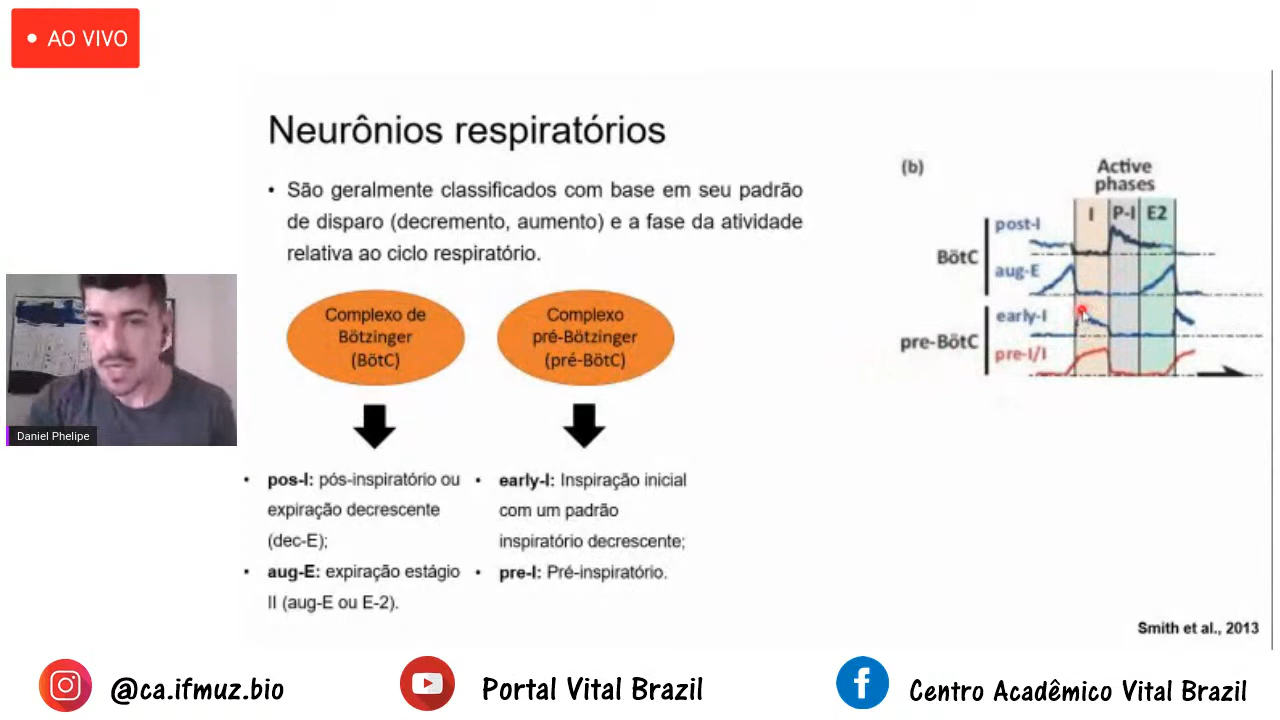 AO VIVO
Neurônios respiratórios
• São geralmente classificados com base em seu padrão
de disparo (decremento, aumento) e a fase da atividade
relativa ao ciclo respiratório.
Complexo de
Bötzinger
(BötC)
Complexo
pré-Bötzinger
(pré-BötC)
• pos-I: pós-inspiratório ou
expiração decrescente
(dec-E);
• aug-E: expiração estágio
II (aug-E ou E-2).
• early-I: Inspiração inicial
com um padrão
inspiratório decrescente;
• pre-I: Pré-inspiratório.
(b)
Active
phases
I P-I E2
BötC
post-I
aug-E
pre-BötC
early-I
pre-I/I
Smith et al., 2013
Daniel Phelipe
@ca.ifmuz.bio
Portal Vital Brazil
Centro Acadêmico Vital Brazil